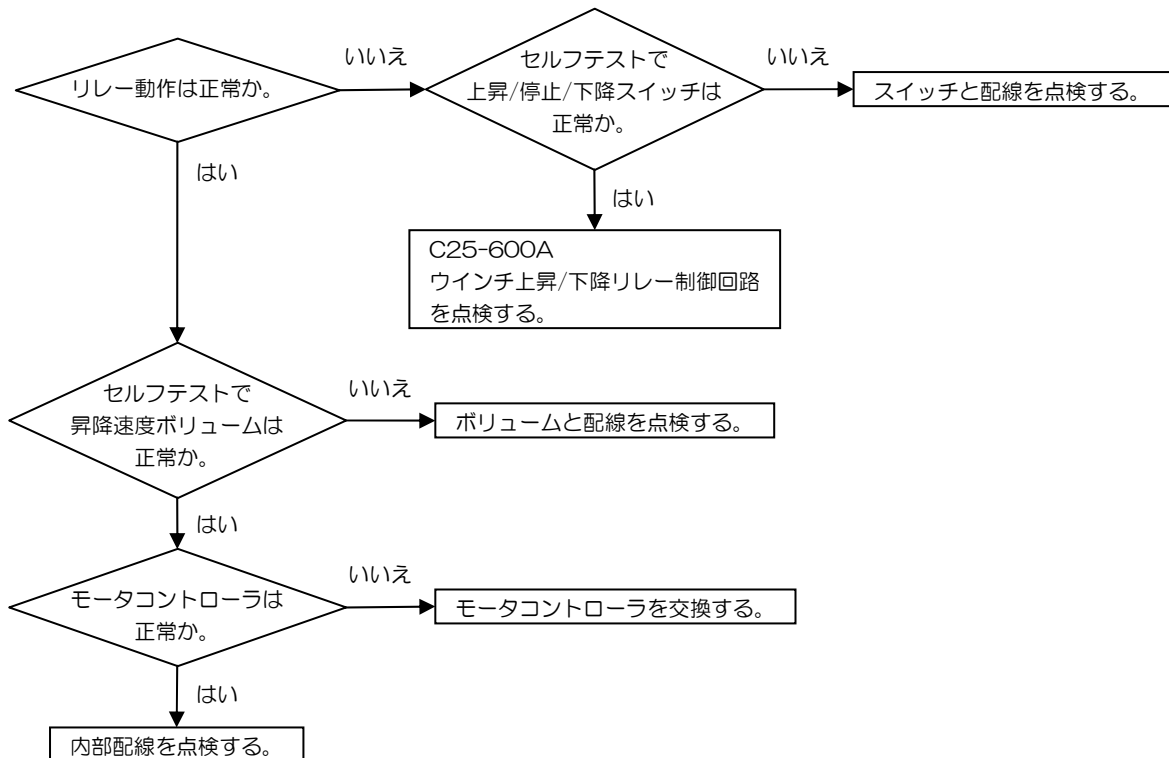 リレー動作は正常か。
いいえ
セルフテストで
上昇/停止/下降スイッチは
正常か。
いいえ
スイッチと配線を点検する。
はい
はい
C25-600A
ウインチ上昇/下降リレー制御回路
を点検する。
セルフテストで
昇降速度ボリュームは
正常か。
いいえ
ボリュームと配線を点検する。
はい
モータコントローラは
正常か。
いいえ
モータコントローラを交換する。
はい
内部配線を点検する。